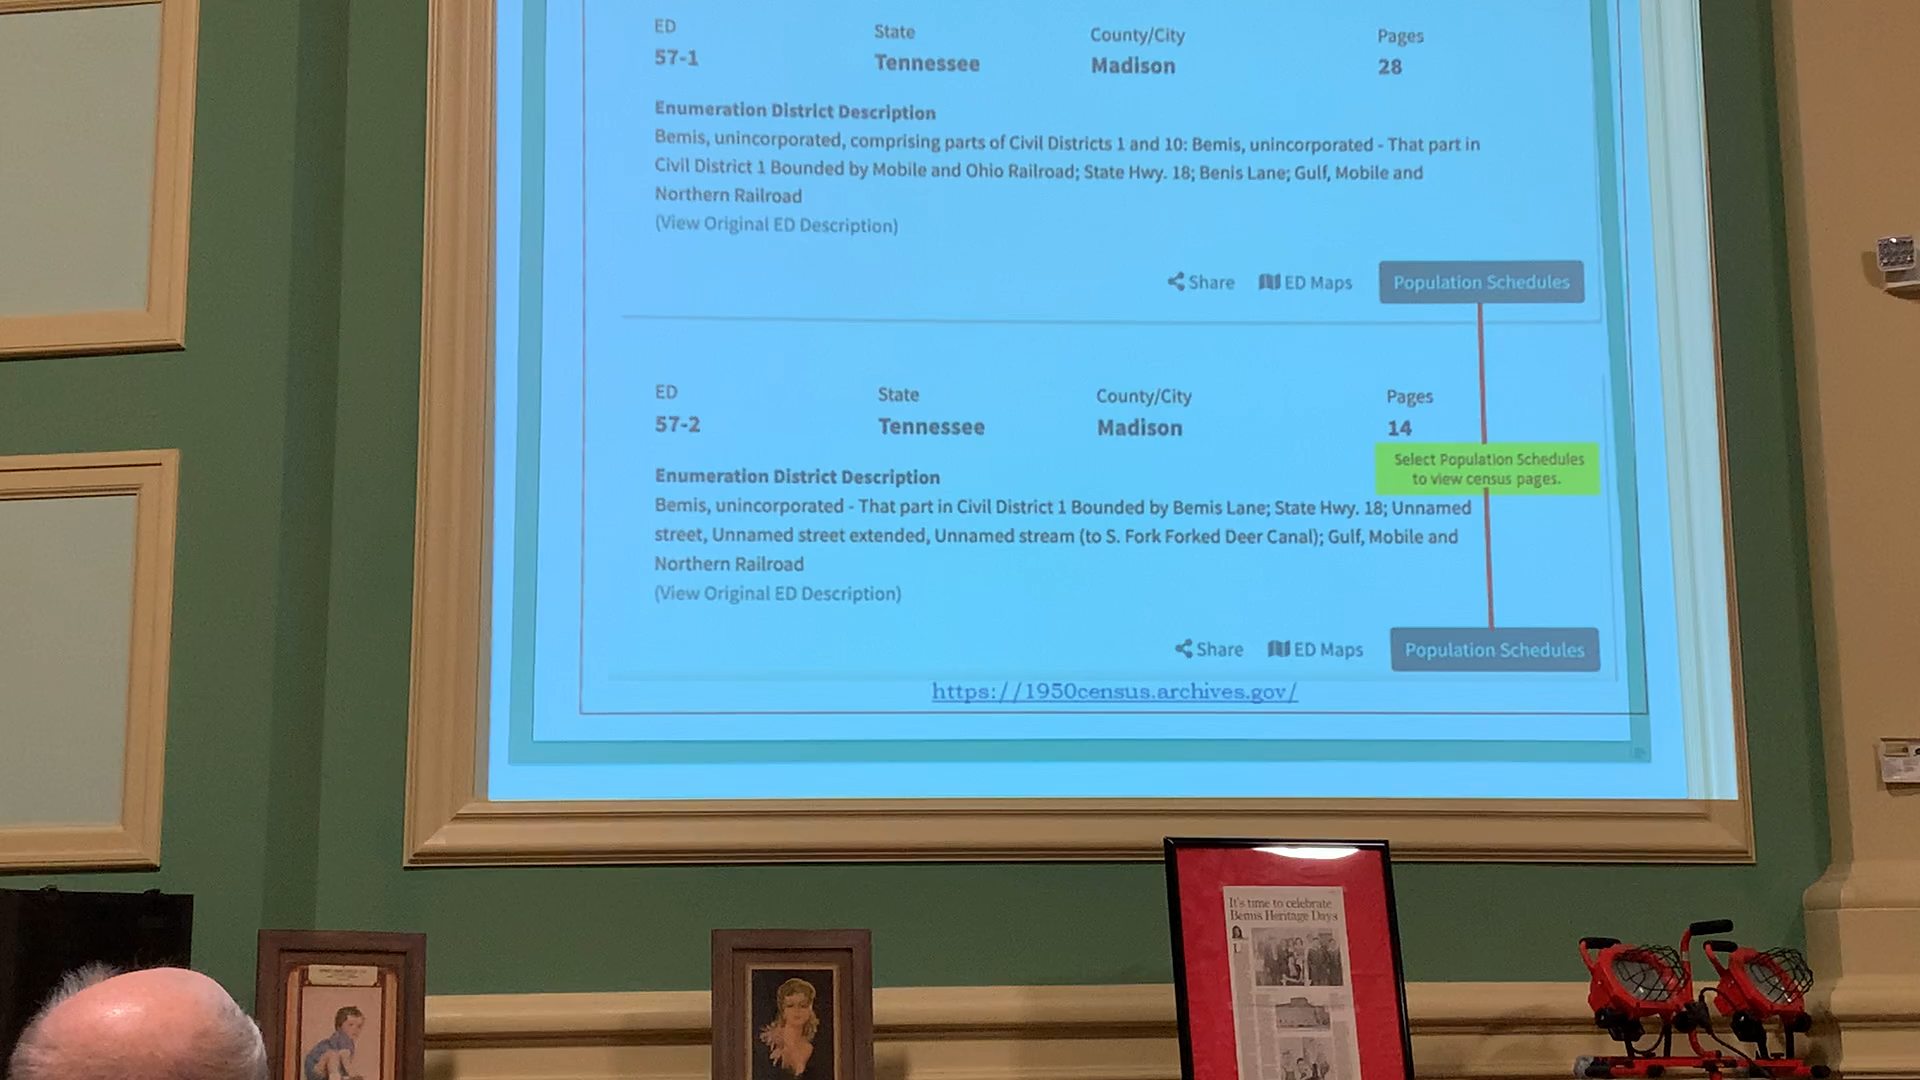 ED State County/City Pages
57-1 Tennessee Madison 28
Enumeration District Description
Bemis, unincorporated, comprising parts of Civil Districts 1 and 10: Bemis, unincorporated - That part in
Civil District 1 Bounded by Mobile and Ohio Railroad; State Hwy. 18; Benis Lane; Gulf, Mobile and
Northern Railroad
(View Original ED Description)
Share ED Maps Population Schedules
ED State County/City Pages
57-2 Tennessee Madison 14
Select Population Schedules
to view census pages.
Enumeration District Description
Bemis, unincorporated - That part in Civil District 1 Bounded by Bemis Lane; State Hwy. 18; Unnamed
street, Unnamed street extended, Unnamed stream (to S. Fork Forked Deer Canal); Gulf, Mobile and
Northern Railroad
(View Original ED Description)
Share ED Maps Population Schedules
https://1950census.archives.gov/
It's time to celebrate
Bemis Heritage Days